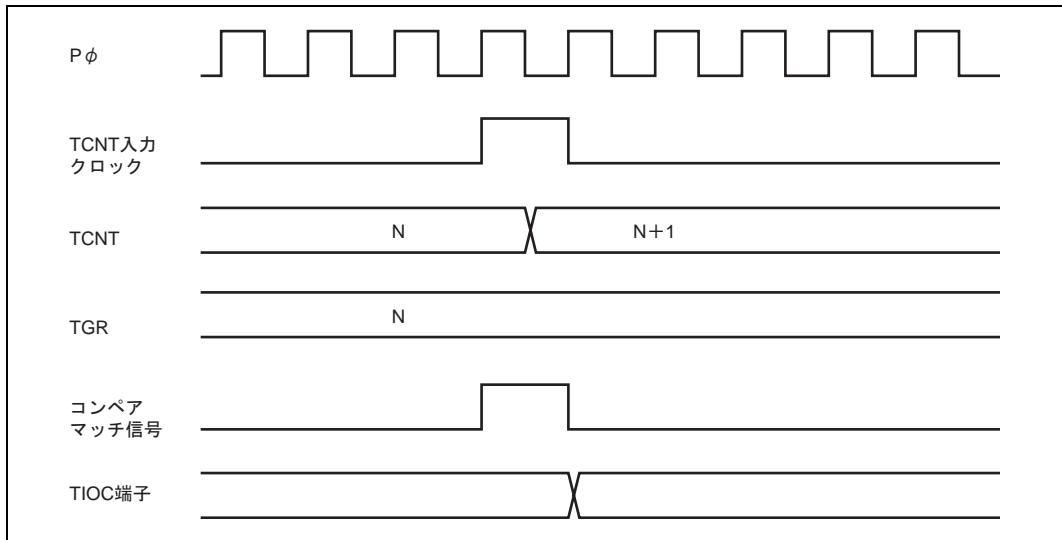 Pφ
TCNT入力
クロック
TCNT
N
N＋1
TGR
N
コンペア
マッチ信号
TIOC端子